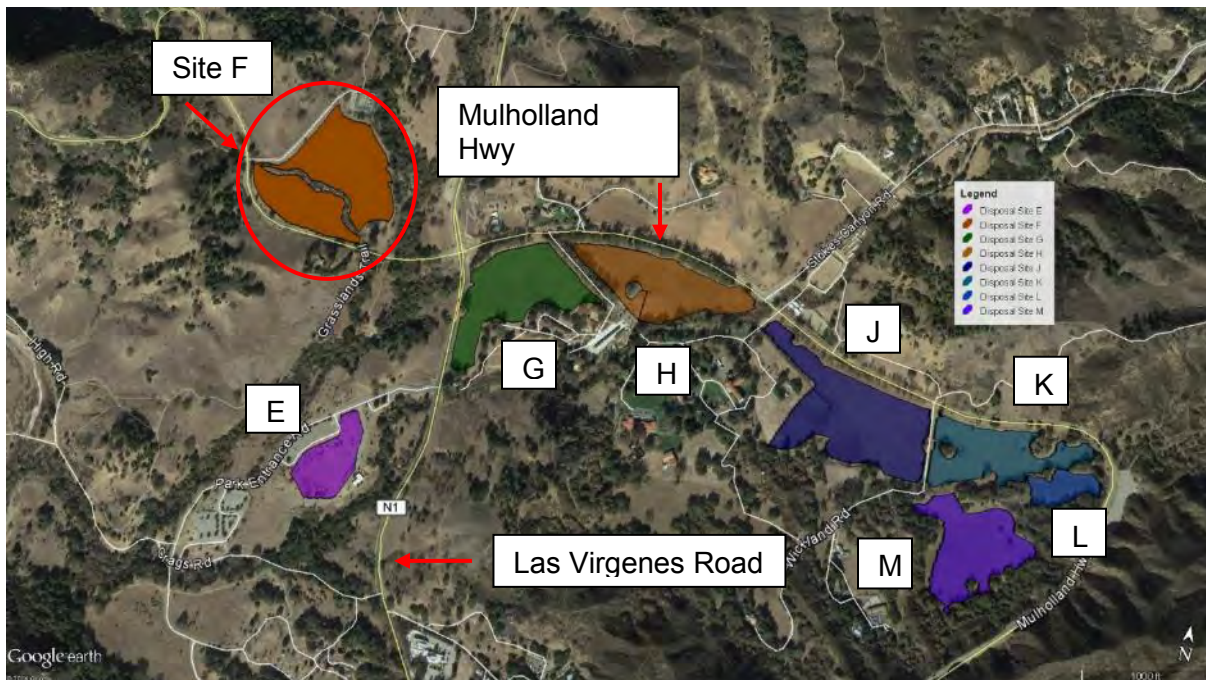 Site F
Mulholland
Hwy
Legend
Disposal Site E
Disposal Site F
Disposal Site G
Disposal Site H
Disposal Site J
Disposal Site K
Disposal Site L
Disposal Site M
Stokes Canyon Rd
Grasslands Trail
High Rd
J
G
H
K
E
Park Entrance Rd
N1
Crags Rd
Las Virgenes Road
Wickland Rd
M
L
Mulholland Hw
Google earth
N
1000 ft